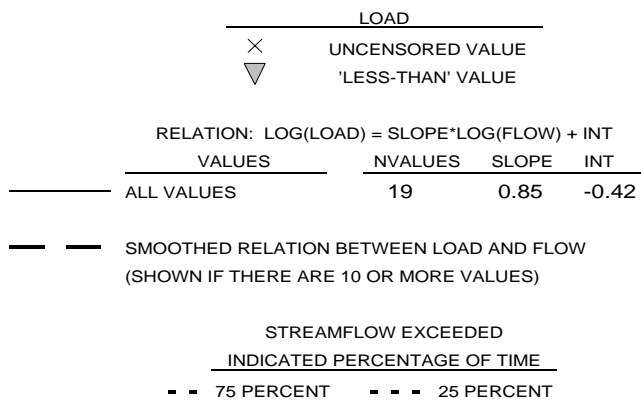 LOAD
UNCENSORED VALUE
'LESS-THAN' VALUE
RELATION: LOG(LOAD) = SLOPE*LOG(FLOW) + INT
VALUES NVALUES SLOPE INT
ALL VALUES 19 0.85 -0.42
SMOOTHED RELATION BETWEEN LOAD AND FLOW
(SHOWN IF THERE ARE 10 OR MORE VALUES)
STREAMFLOW EXCEEDED
INDICATED PERCENTAGE OF TIME
75 PERCENT 25 PERCENT